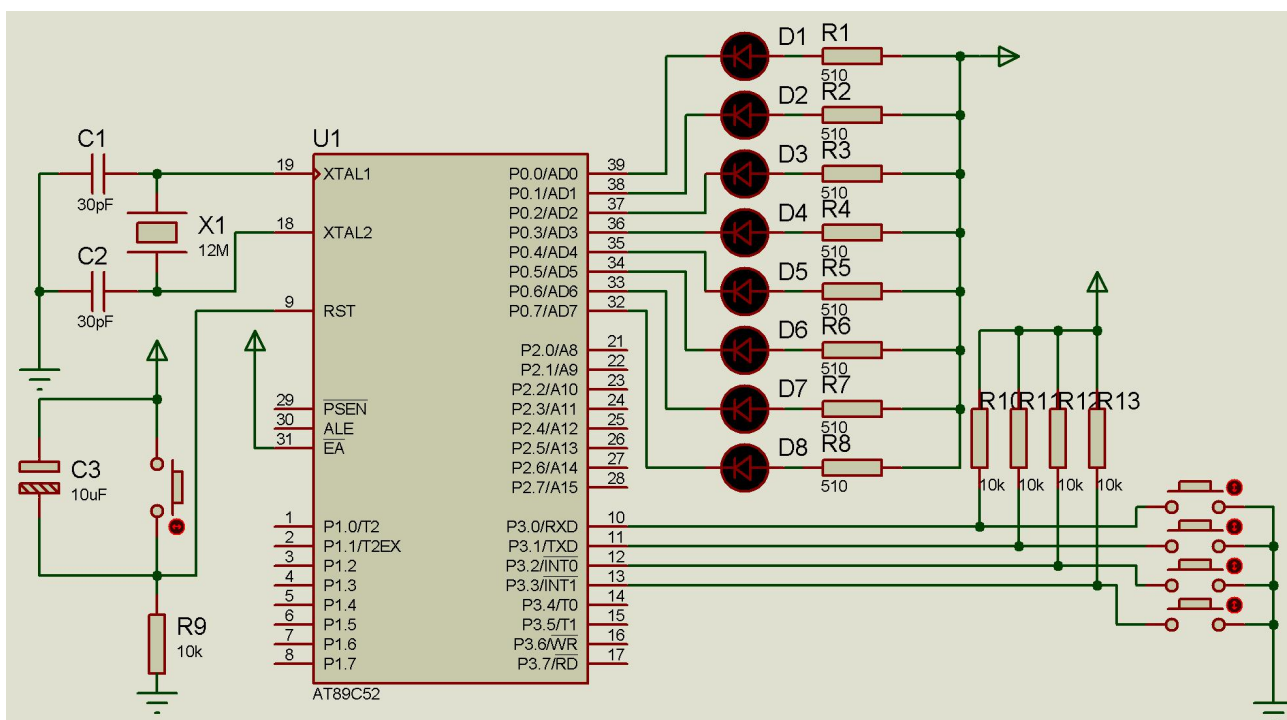 C1
30pF
X1
12M
C2
30pF
C3
10uF
R9
10k
U1
19 XTAL1
18 XTAL2
9 RST
29 PSEN
30 ALE
31 EA
1 P1.0/T2
2 P1.1/T2EX
3 P1.2
4 P1.3
5 P1.4
6 P1.5
7 P1.6
8 P1.7
P0.0/AD0 39
P0.1/AD1 38
P0.2/AD2 37
P0.3/AD3 36
P0.4/AD4 35
P0.5/AD5 34
P0.6/AD6 33
P0.7/AD7 32
P2.0/A8 21
P2.1/A9 22
P2.2/A10 23
P2.3/A11 24
P2.4/A12 25
P2.5/A13 26
P2.6/A14 27
P2.7/A15 28
P3.0/RXD 10
P3.1/TXD 11
P3.2/INT0 12
P3.3/INT1 13
P3.4/T0 14
P3.5/T1 15
P3.6/WR 16
P3.7/RD 17
AT89C52
D1 R1
510
D2 R2
510
D3 R3
510
D4 R4
510
D5 R5
510
D6 R6
510
D7 R7
510
D8 R8
510
R10 R11 R12 R13
10k 10k 10k 10k